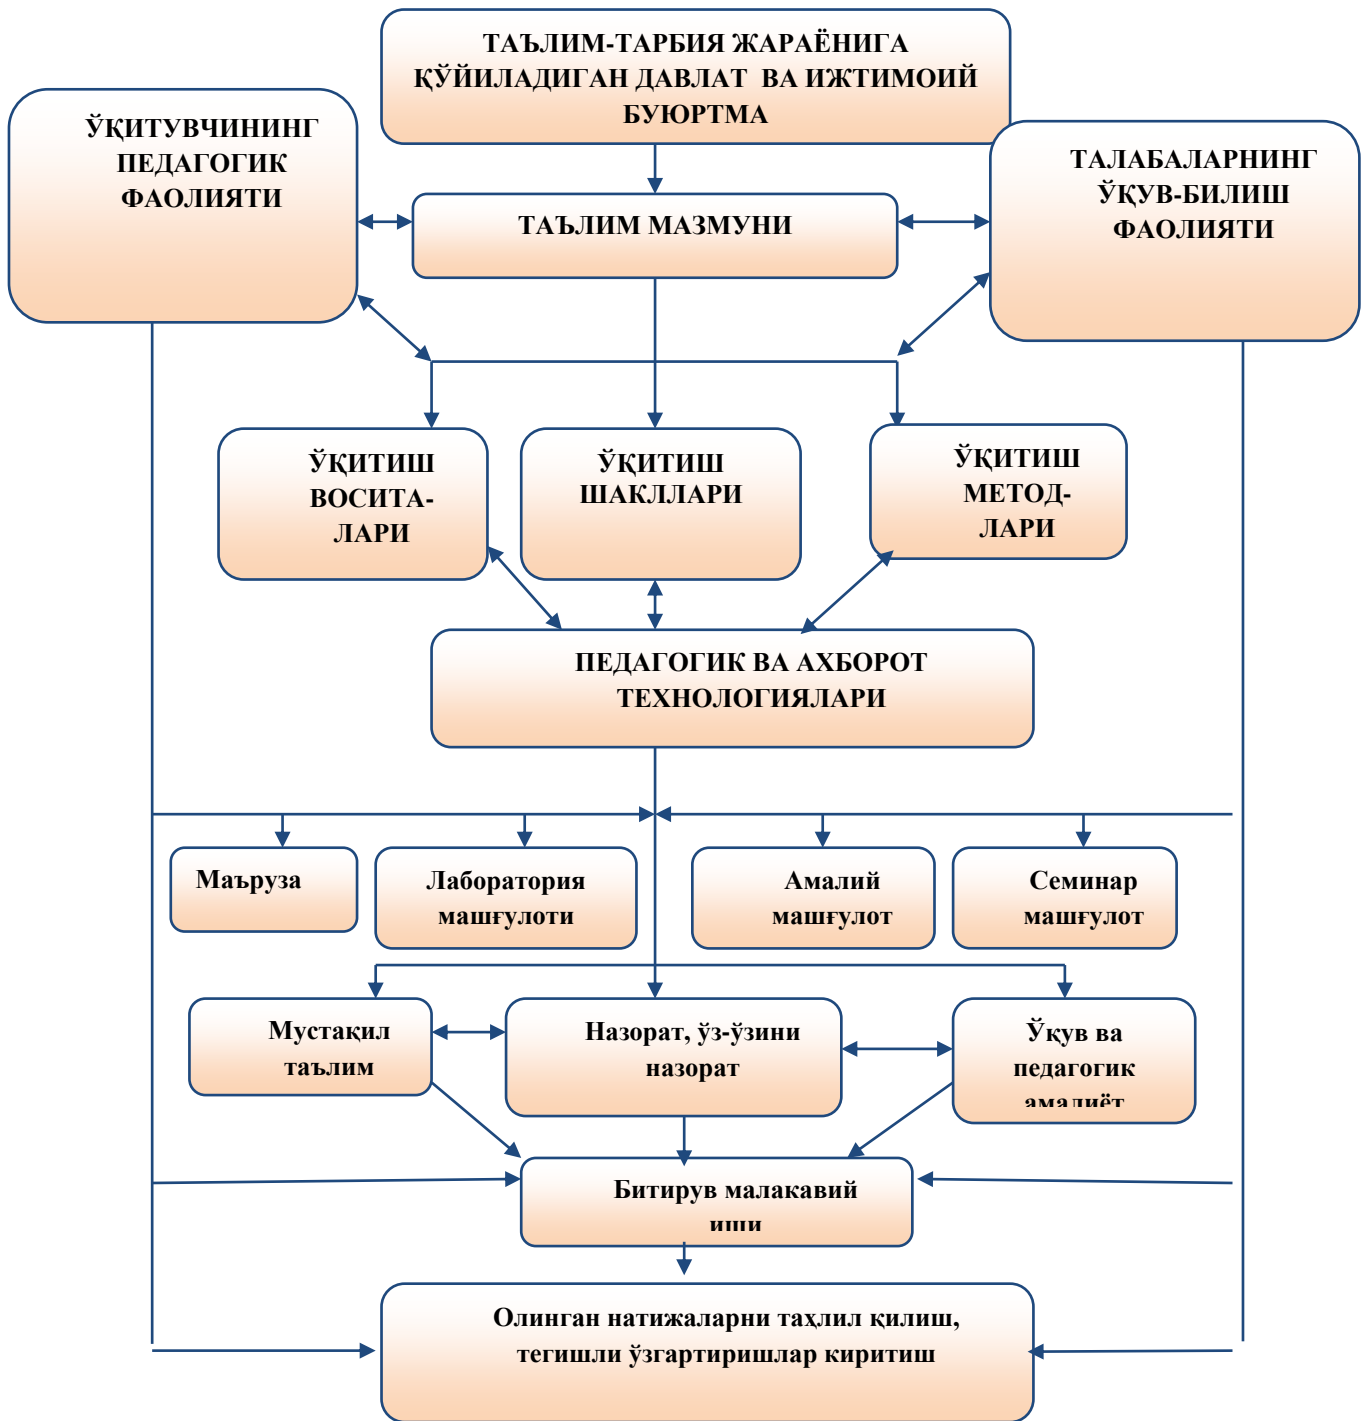 ТАЪЛИМ-ТАРБИЯ ЖАРАЁНИГА
ҚЎЙИЛАДИГАН ДАВЛАТ ВА ИЖТИМОИЙ
БУЮРТМА
ЎҚИТУВЧИНИНГ
ПЕДАГОГИК
ФАОЛИЯТИ
ТАЛАБАЛАРНИНГ
ЎҚУВ-БИЛИШ
ФАОЛИЯТИ
ТАЪЛИМ МАЗМУНИ
ЎҚИТИШ
ВОСИТА-
ЛАРИ
ЎҚИТИШ
ШАКЛЛАРИ
ЎҚИТИШ
МЕТОД-
ЛАРИ
ПЕДАГОГИК ВА АХБОРОТ
ТЕХНОЛОГИЯЛАРИ
Маъруза
Лаборатория
машғулоти
Амалий
машғулот
Семинар
машғулот
Мустақил
таълим
Назорат, ўз-ўзини
назорат
Ўқув ва
педагогик
амалиёт
Битирув малакавий
иши
Олинган натижаларни таҳлил қилиш,
тегишли ўзгартиришлар киритиш